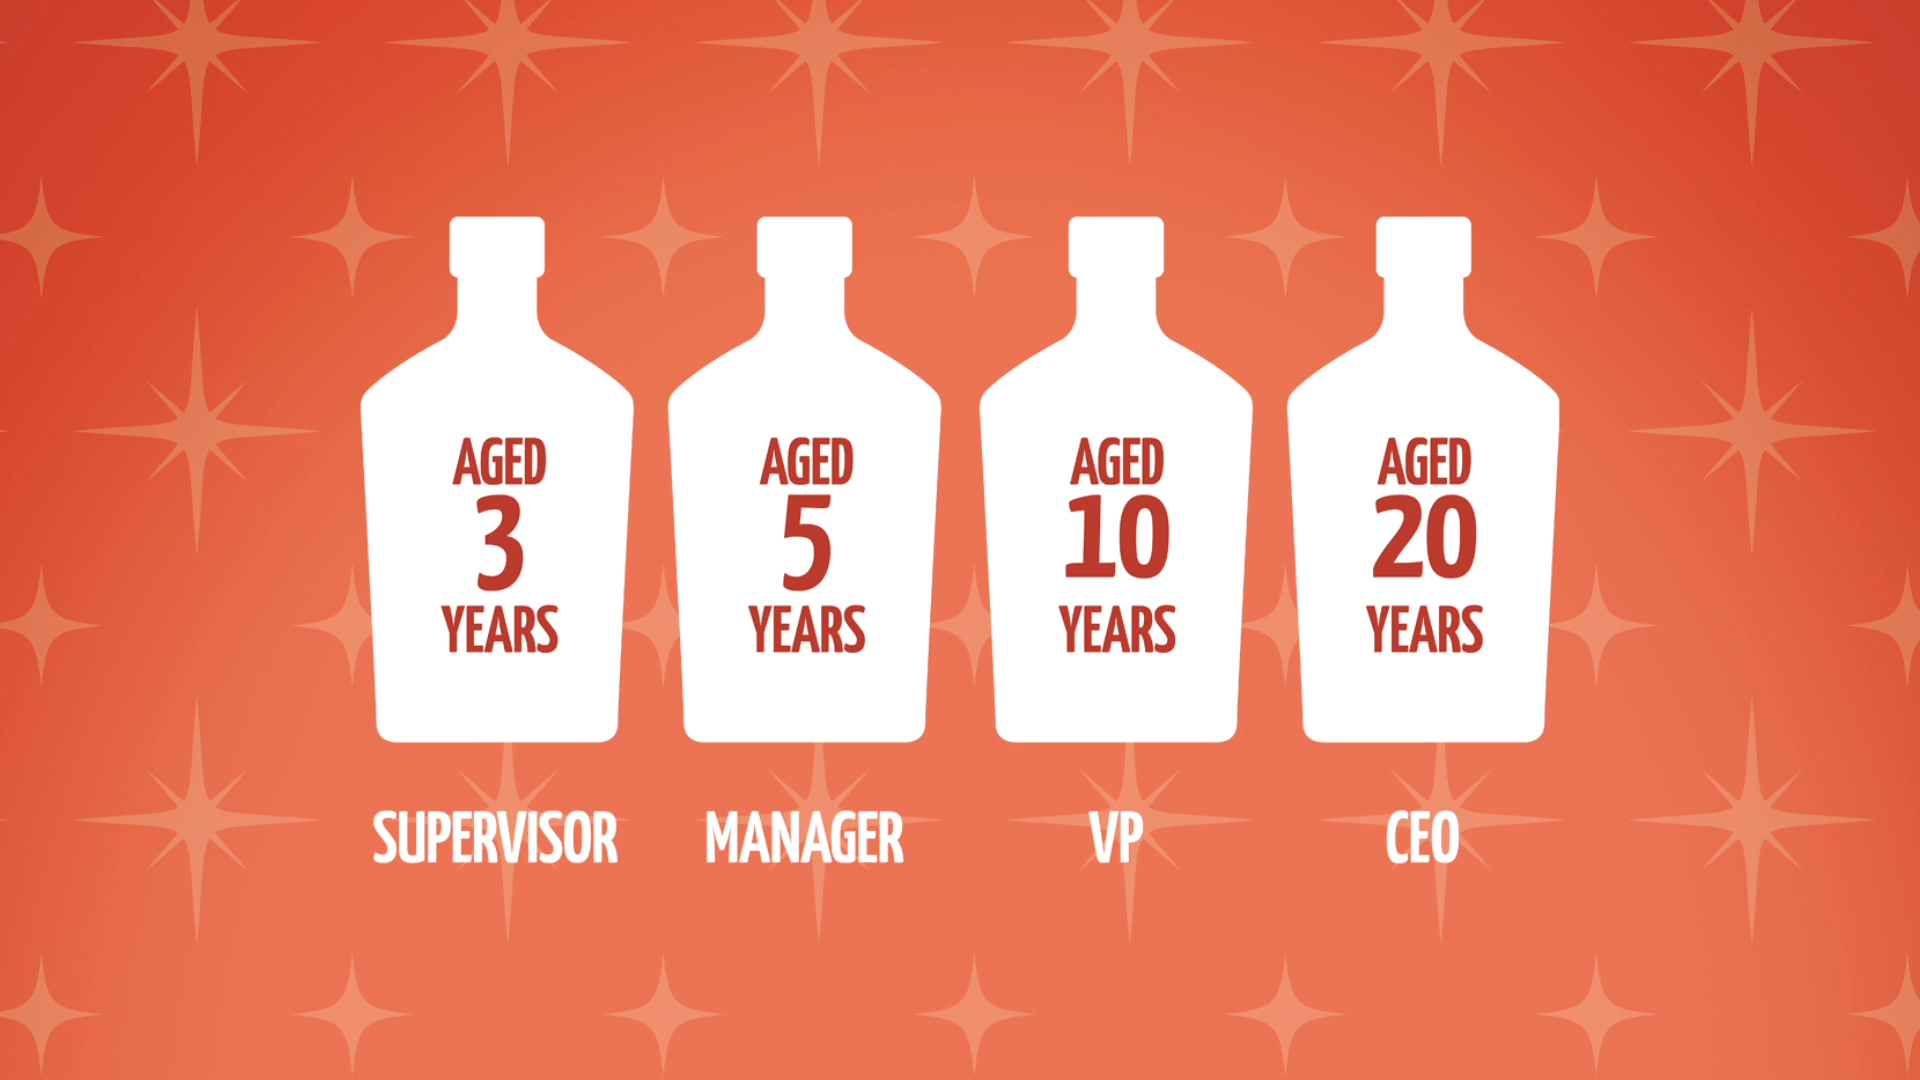 AGED
3
YEARS
AGED
5
YEARS
AGED
10
YEARS
AGED
20
YEARS
SUPERVISOR
MANAGER
VP
CEO